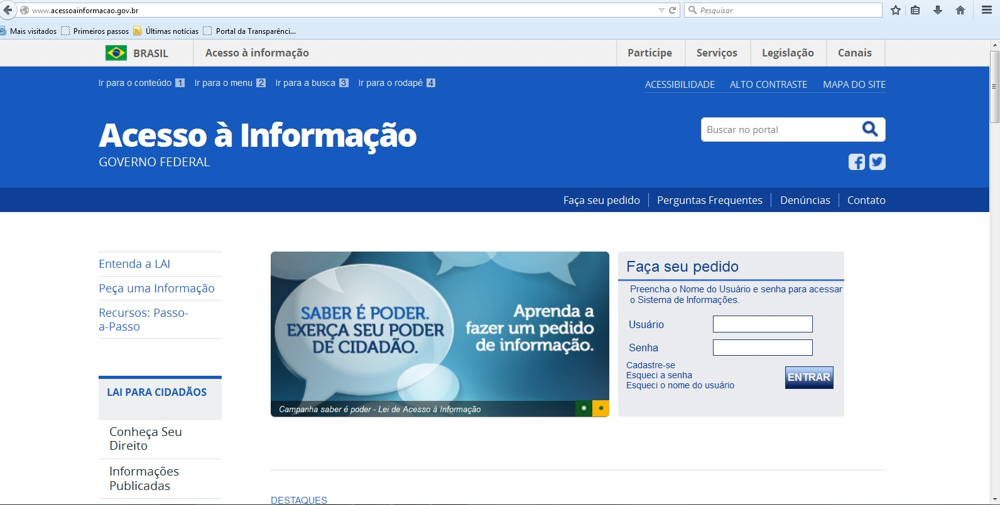 www.acessoainformacao.gov.br
Pesquisar
Mais visitados
Primeiros passos
Últimas notícias
Portal da Transparênci...
BRASIL
Acesso à informação
Participe
Serviços
Legislação
Canais
Ir para o conteúdo 1
Ir para o menu 2
Ir para a busca 3
Ir para o rodapé 4
ACESSIBILIDADE
ALTO CONTRASTE
MAPA DO SITE
Acesso à Informação
GOVERNO FEDERAL
Buscar no portal
Faça seu pedido
Perguntas Frequentes
Denúncias
Contato
Entenda a LAI
Peça uma Informação
Recursos: Passo-
a-Passo
LAI PARA CIDADÃOS
Conheça Seu
Direito
Informações
Publicadas
SABER É PODER.
EXERÇA SEU PODER
DE CIDADÃO.
Aprenda a
fazer um pedido
de informação.
Campanha saber é poder - Lei de Acesso à Informação
Faça seu pedido
Preencha o Nome do Usuário e senha para acessar
o Sistema de Informações.
Usuário
Senha
Cadastre-se
Esqueci a senha
Esqueci o nome do usuário
ENTRAR
DESTAQUES